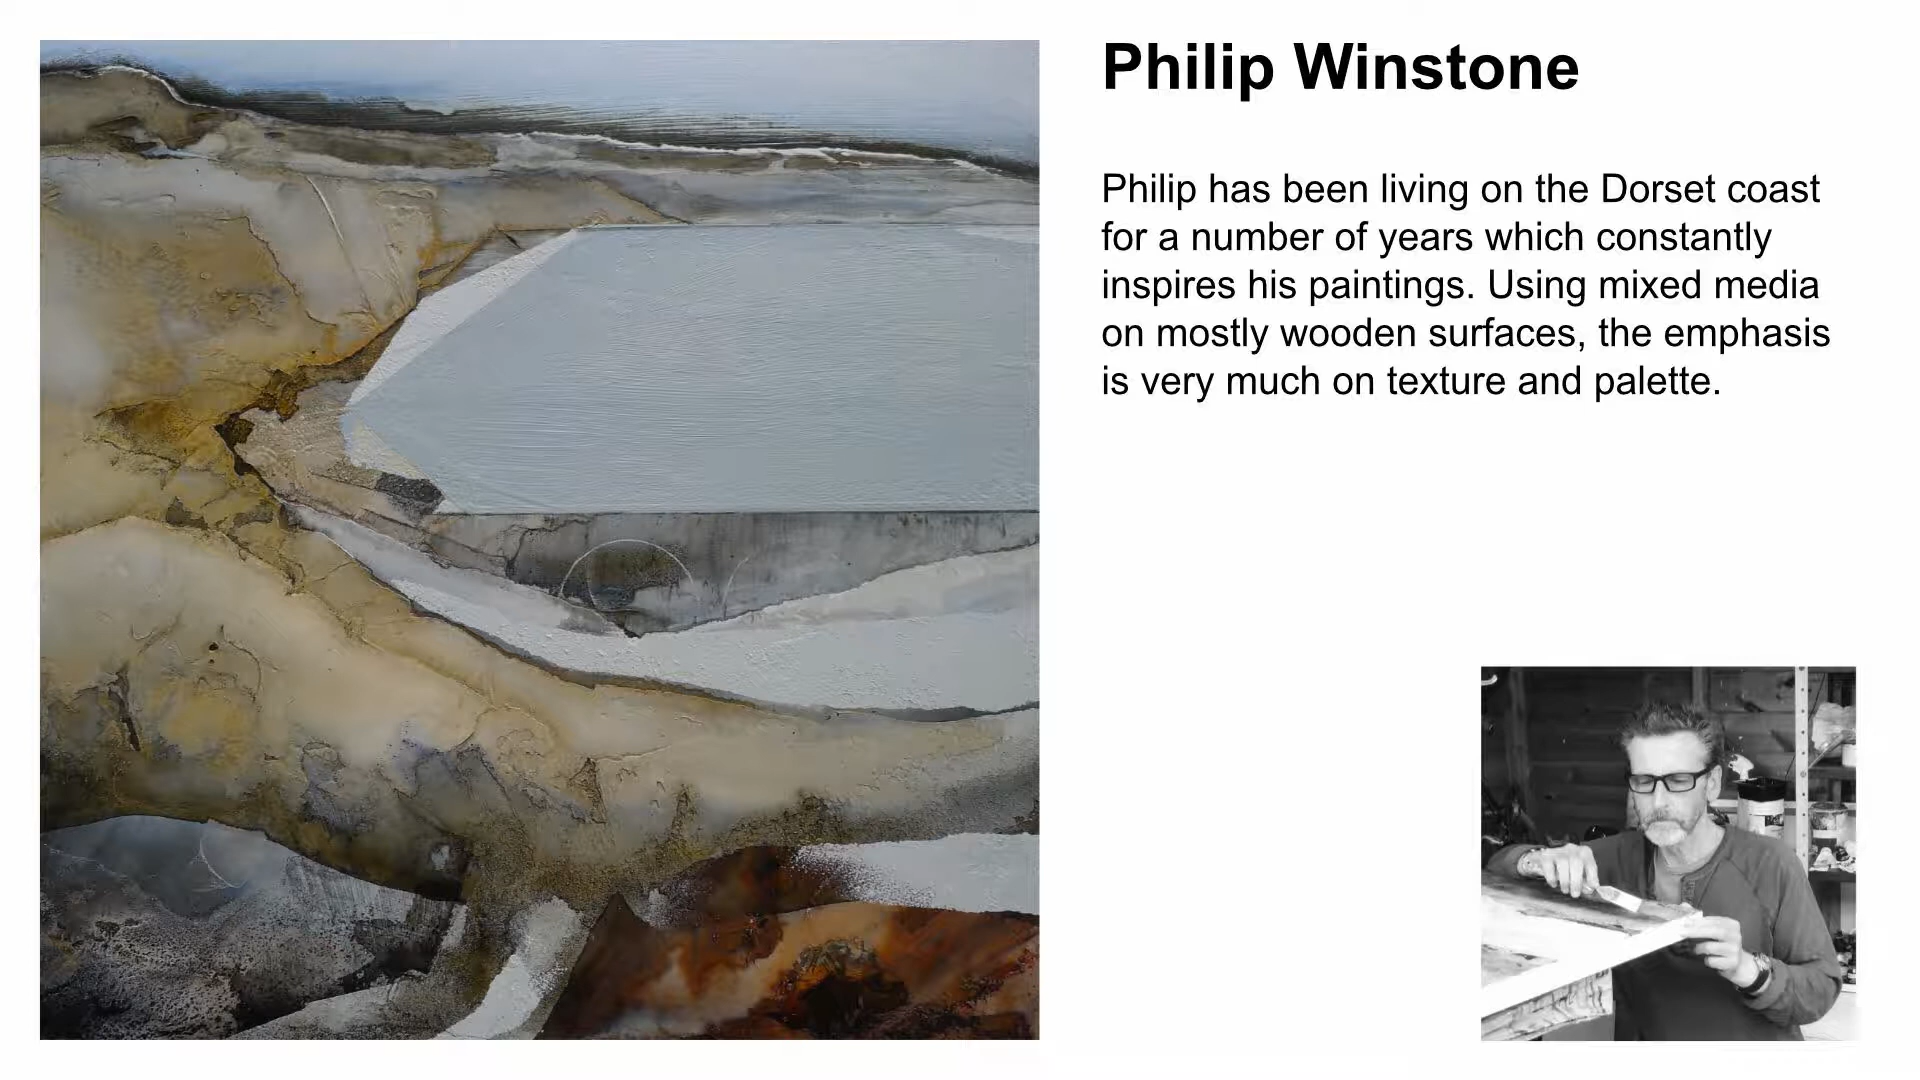 Philip Winstone
Philip has been living on the Dorset coast
for a number of years which constantly
inspires his paintings. Using mixed media
on mostly wooden surfaces, the emphasis
is very much on texture and palette.